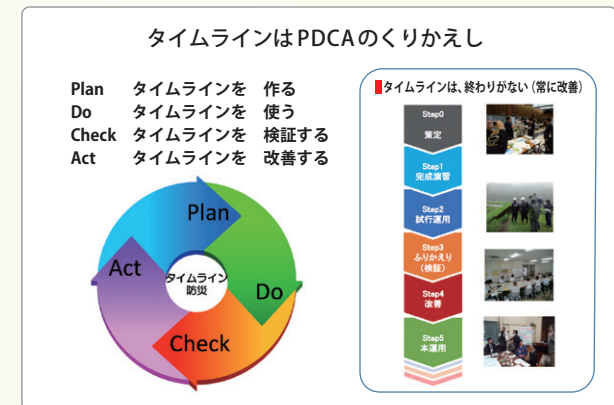 タイムラインはPDCAのくりかえし
Plan タイムラインを 作る
Do タイムラインを 使う
Check タイムラインを 検証する
Act タイムラインを 改善する
Plan
Do
Check
Act
タイムライン
防災
タイムラインは、終わりがない（常に改善）
Step0
策定
Step1
完成演習
Step2
試行運用
Step3
ふりかえり
（検証）
Step4
改善
Step5
本運用